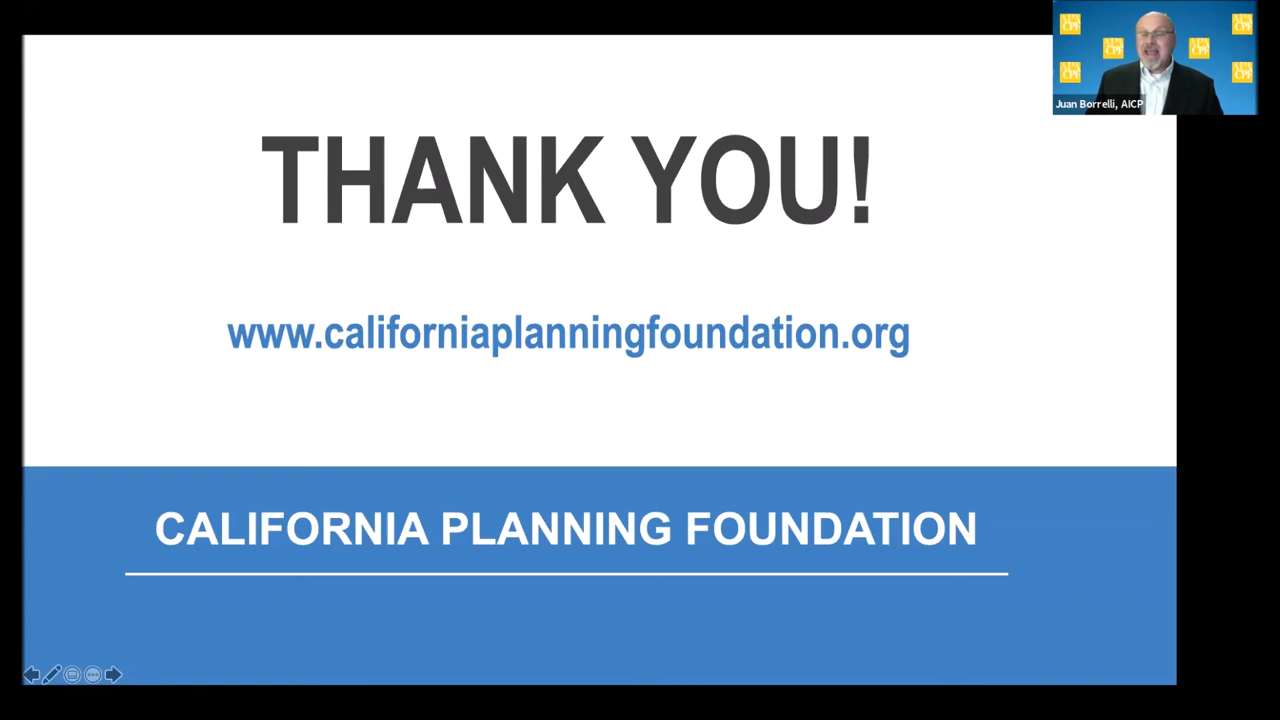 THANK YOU!
www.californiaplanningfoundation.org
CALIFORNIA PLANNING FOUNDATION
Juan Borrelli, AICP